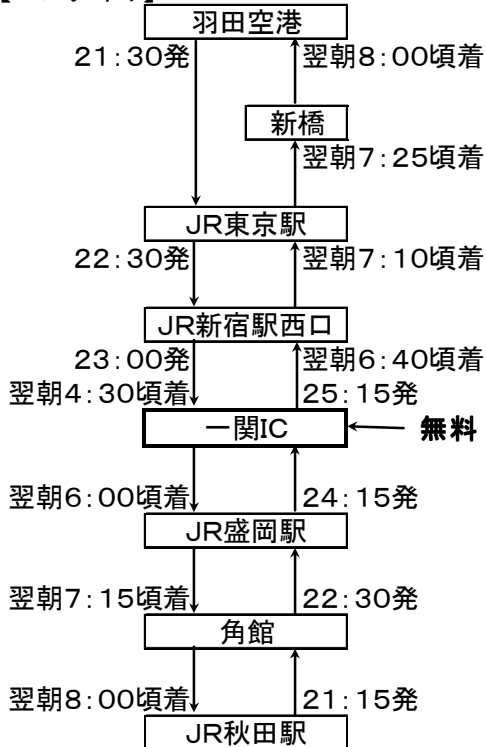 羽田空港
21:30発 翌朝8:00頃着
新橋
翌朝7:25頃着
JR東京駅
22:30発 翌朝7:10頃着
JR新宿駅西口
23:00発 翌朝6:40頃着
翌朝4:30頃着 25:15発
一関IC 無料
翌朝6:00頃着 24:15発
JR盛岡駅
翌朝7:15頃着 22:30発
角館
翌朝8:00頃着 21:15発
JR秋田駅